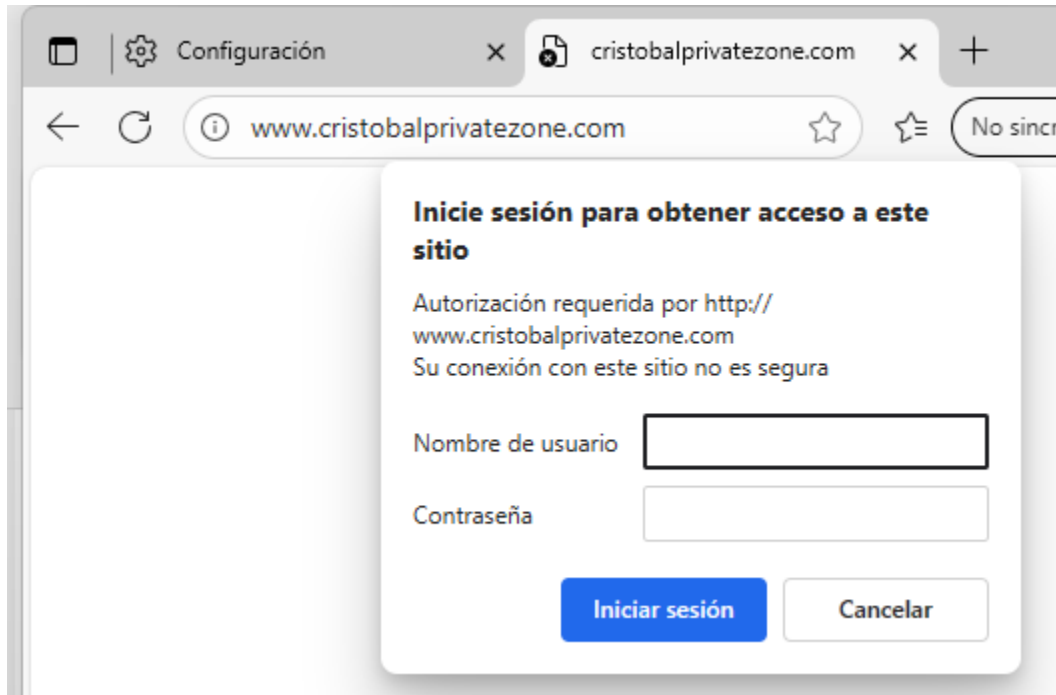 Configuración
cristobalprivatezone.com
www.cristobalprivatezone.com
No sincr
Inicie sesión para obtener acceso a este
sitio
Autorización requerida por http://
www.cristobalprivatezone.com
Su conexión con este sitio no es segura
Nombre de usuario
Contraseña
Iniciar sesión
Cancelar